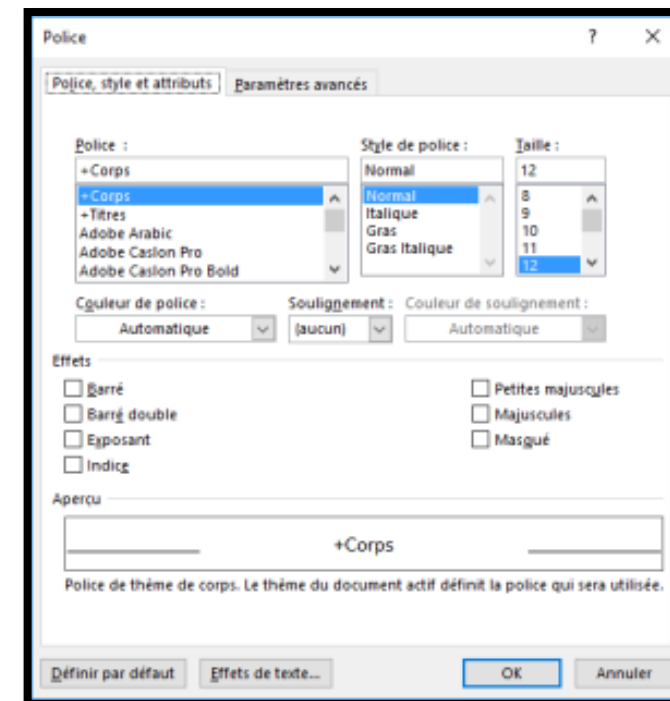 Police ?
Police, style et attributs Paramètres avancés
Police : Style de police : Taille :
+Corps Normal 12
+Corps Normal 8
+Titres Italique 9
Adobe Arabic Gras 10
Adobe Caslon Pro Gras Italique 11
Adobe Caslon Pro Bold 12
Couleur de police : Soulignement : Couleur de soulignement :
Automatique (aucun) Automatique
Effets
Barré Petites majuscules
Barré double Majuscules
Exposant Masqué
Indice
Aperçu
+Corps
Police de thème de corps. Le thème du document actif définit la police qui sera utilisée.
Définir par défaut Effets de texte... OK Annuler